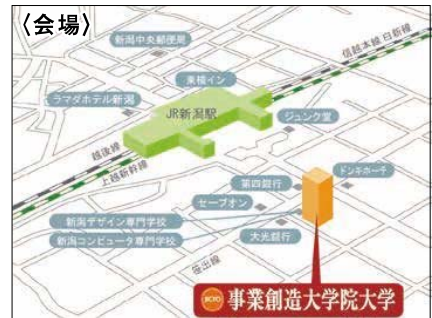 〈会場〉
新潟中央郵便局
信越本線 白新線
東横イン
ラマダホテル新潟
JR新潟駅
ジュンク堂
越後線
上越新幹線
ドンキホーテ
第四銀行
セーブオン
新潟デザイン専門学校
大光銀行
新潟コンピュータ専門学校
笹出線
事業創造大学院大学